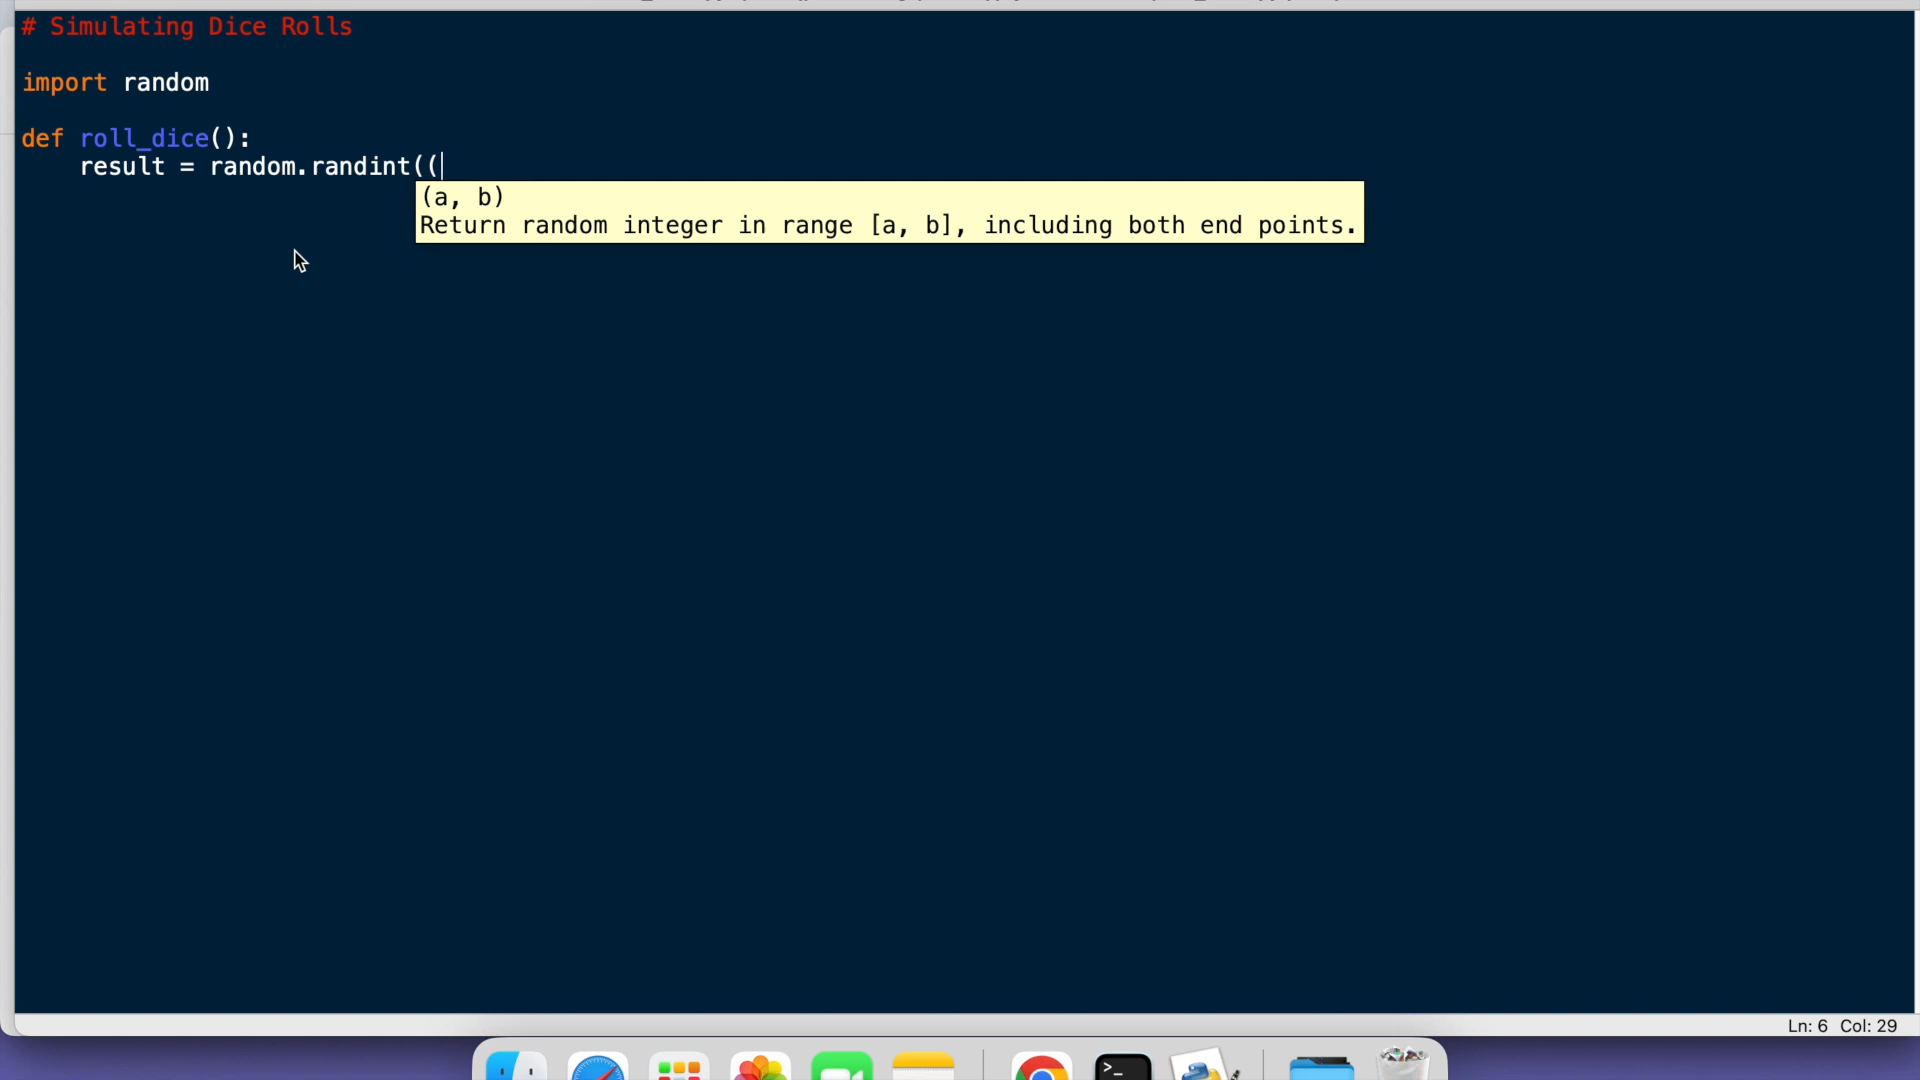 # Simulating Dice Rolls
import random
def roll_dice():
result = random.randint((
(a, b)
Return random integer in range [a, b], including both end points.
Ln: 6 Col: 29
>_